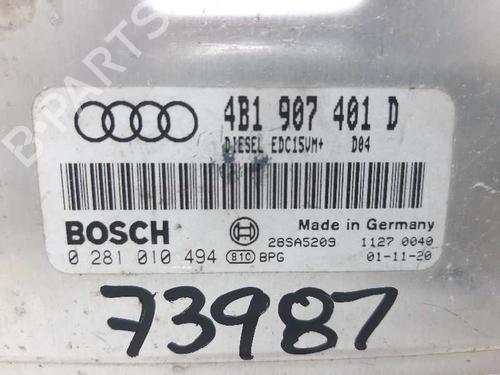 4B1 907 401 D
DIESEL EDC15VM+ D04
BOSCH
Made in Germany
28SA5209 1127 0040
0 281 010 494 810 BPG 01-11-20
73987